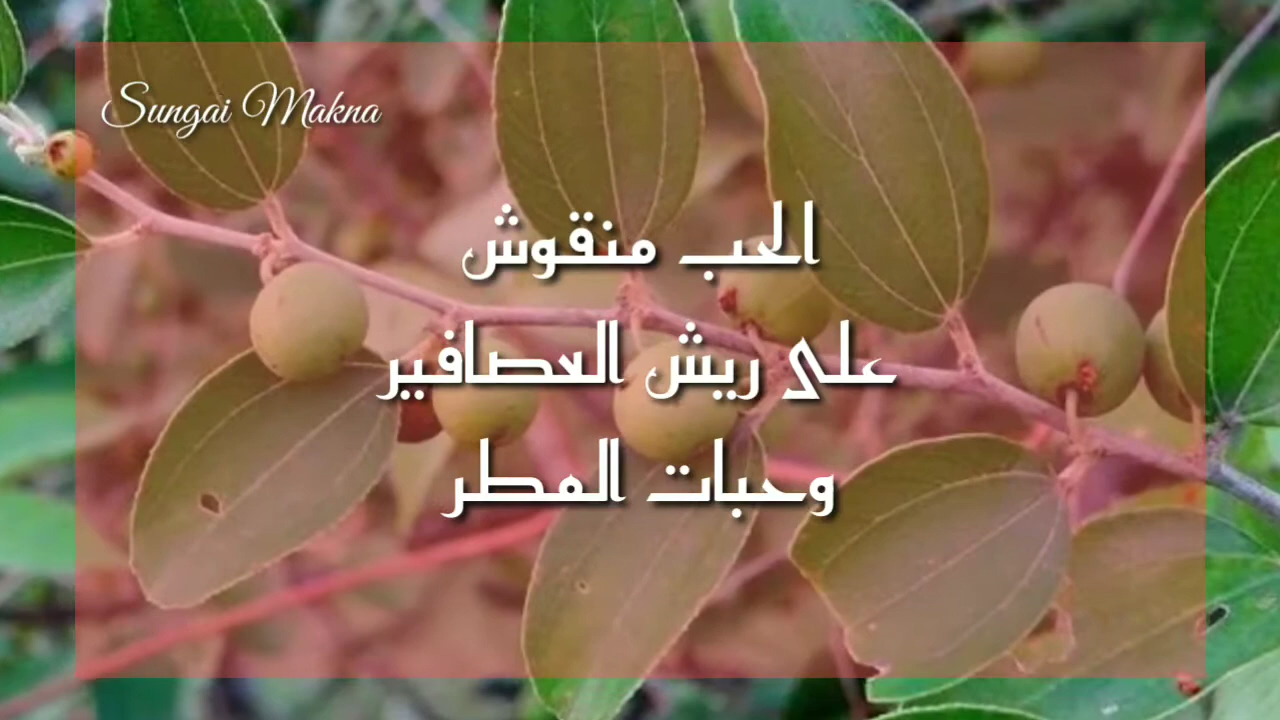 Sungai Makna
الحب منقوش
على ريش العصافير
وحبات المطر